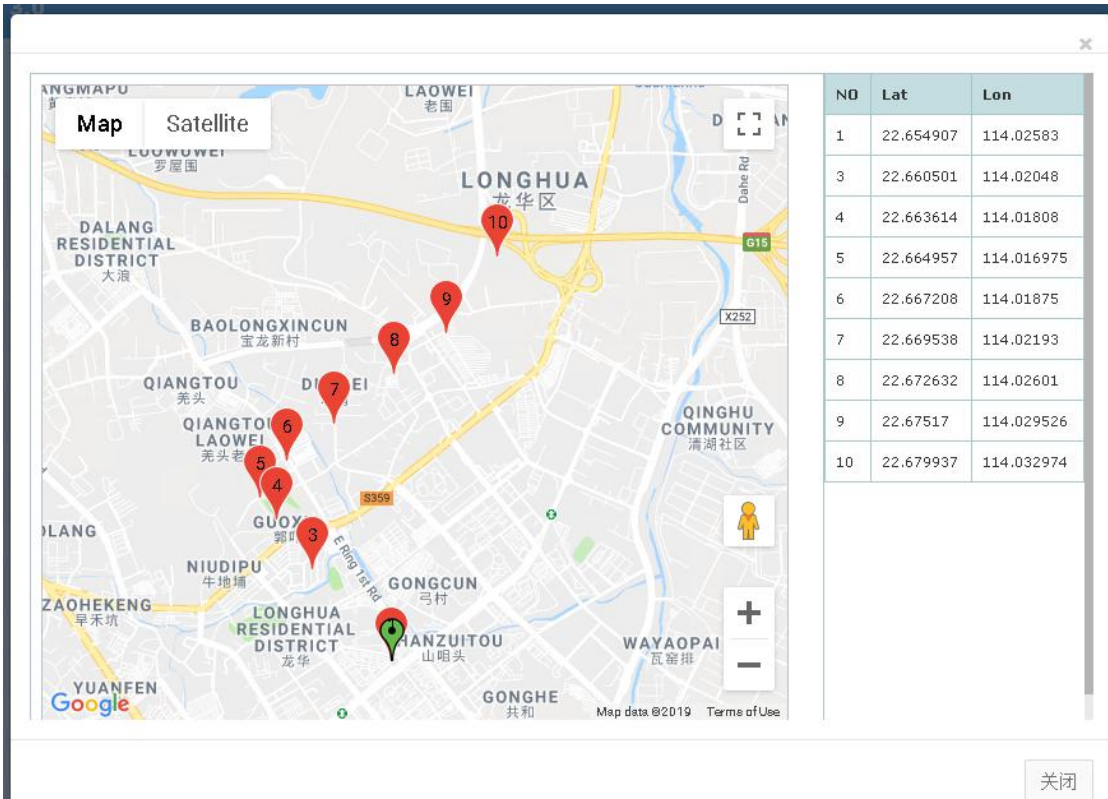 3.0
×
ANGMAPU
LAOWEI
老围
Map
Satellite
LUOWUWEI
罗屋围
Dahe Rd
LONGHUA
龙华区
10
G15
DALANG
RESIDENTIAL
DISTRICT
大浪
9
X252
BAOLONGXINCUN
宝龙新村
8
QIANGTOU
羌头
7
QIANGTOU
LAOWEI
羌头老
6
QINGHU
COMMUNITY
清湖社区
5
4
S359
3
E Ring 1st Rd
NIUDIPU
牛地埔
GONGCUN
弓村
ZAOHEKENG
早禾坑
LONGHUA
RESIDENTIAL
DISTRICT
龙华
HANZUITOU
山咀头
WAYAOPAI
瓦窑排
YUANFEN
Google
GONGHE
共和
Map data ©2019 Terms of Use
+
−
NO Lat Lon
1 22.654907 114.02583
3 22.660501 114.02048
4 22.663614 114.01808
5 22.664957 114.016975
6 22.667208 114.01875
7 22.669538 114.02193
8 22.672632 114.02601
9 22.67517 114.029526
10 22.679937 114.032974
关闭